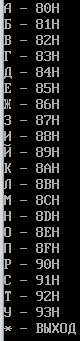 А - 80H
Б - 81H
В - 82H
Г - 83H
Д - 84H
Е - 85H
Ж - 86H
З - 87H
И - 88H
Й - 89H
К - 8AH
Л - 8BH
М - 8CH
Н - 8DH
О - 8EH
П - 8FH
Р - 90H
С - 91H
Т - 92H
У - 93H
* - ВЫХОД